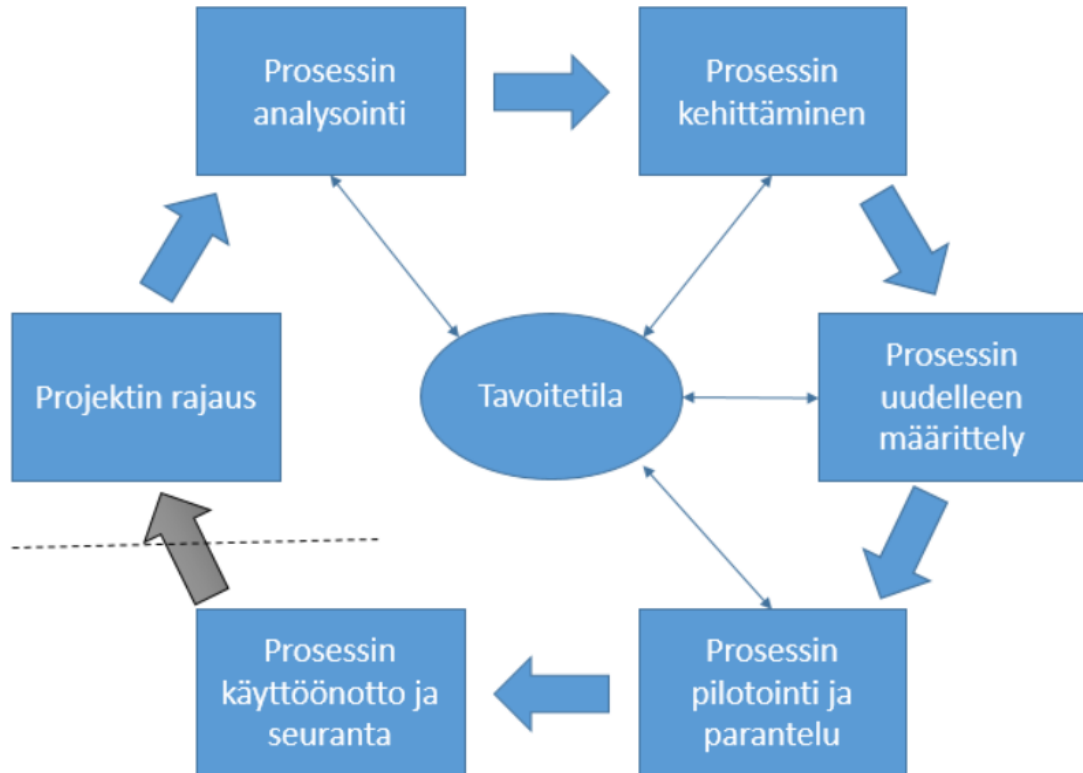 Prosessin
analysointi
Prosessin
kehittäminen
Projektin rajaus
Tavoitetila
Prosessin
uudelleen
määrittely
Prosessin
käyttöönotto ja
seuranta
Prosessin
pilotointi ja
parantelu